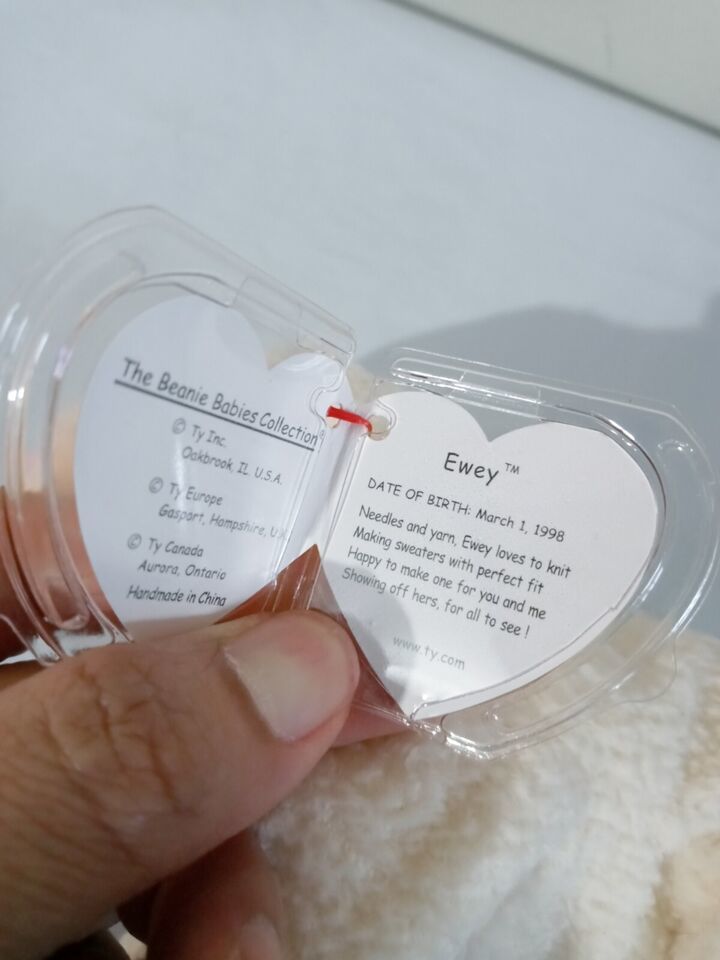 The Beanie Babies Collection®
© Ty Inc.
Oakbrook, IL. U.S.A.
© Ty Europe
Gasport, Hampshire, U.K.
© Ty Canada
Aurora, Ontario
Handmade in China
Ewey™
DATE OF BIRTH: March 1, 1998
Needles and yarn, Ewey loves to knit
Making sweaters with perfect fit
Happy to make one for you and me
Showing off hers, for all to see !
www.ty.com